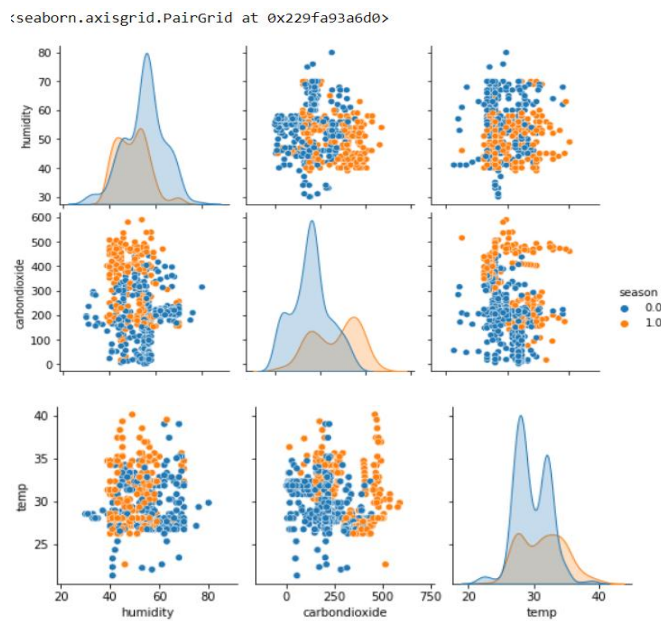 <seaborn.axisgrid.PairGrid at 0x229fa93a6d0>
80
70
60
50
40
30
humidity
600
500
400
300
200
100
0
carbondioxide
season
0.0
1.0
40
35
30
25
temp
20 40 60 80
humidity
0 250 500 750
carbondioxide
20 30 40
temp